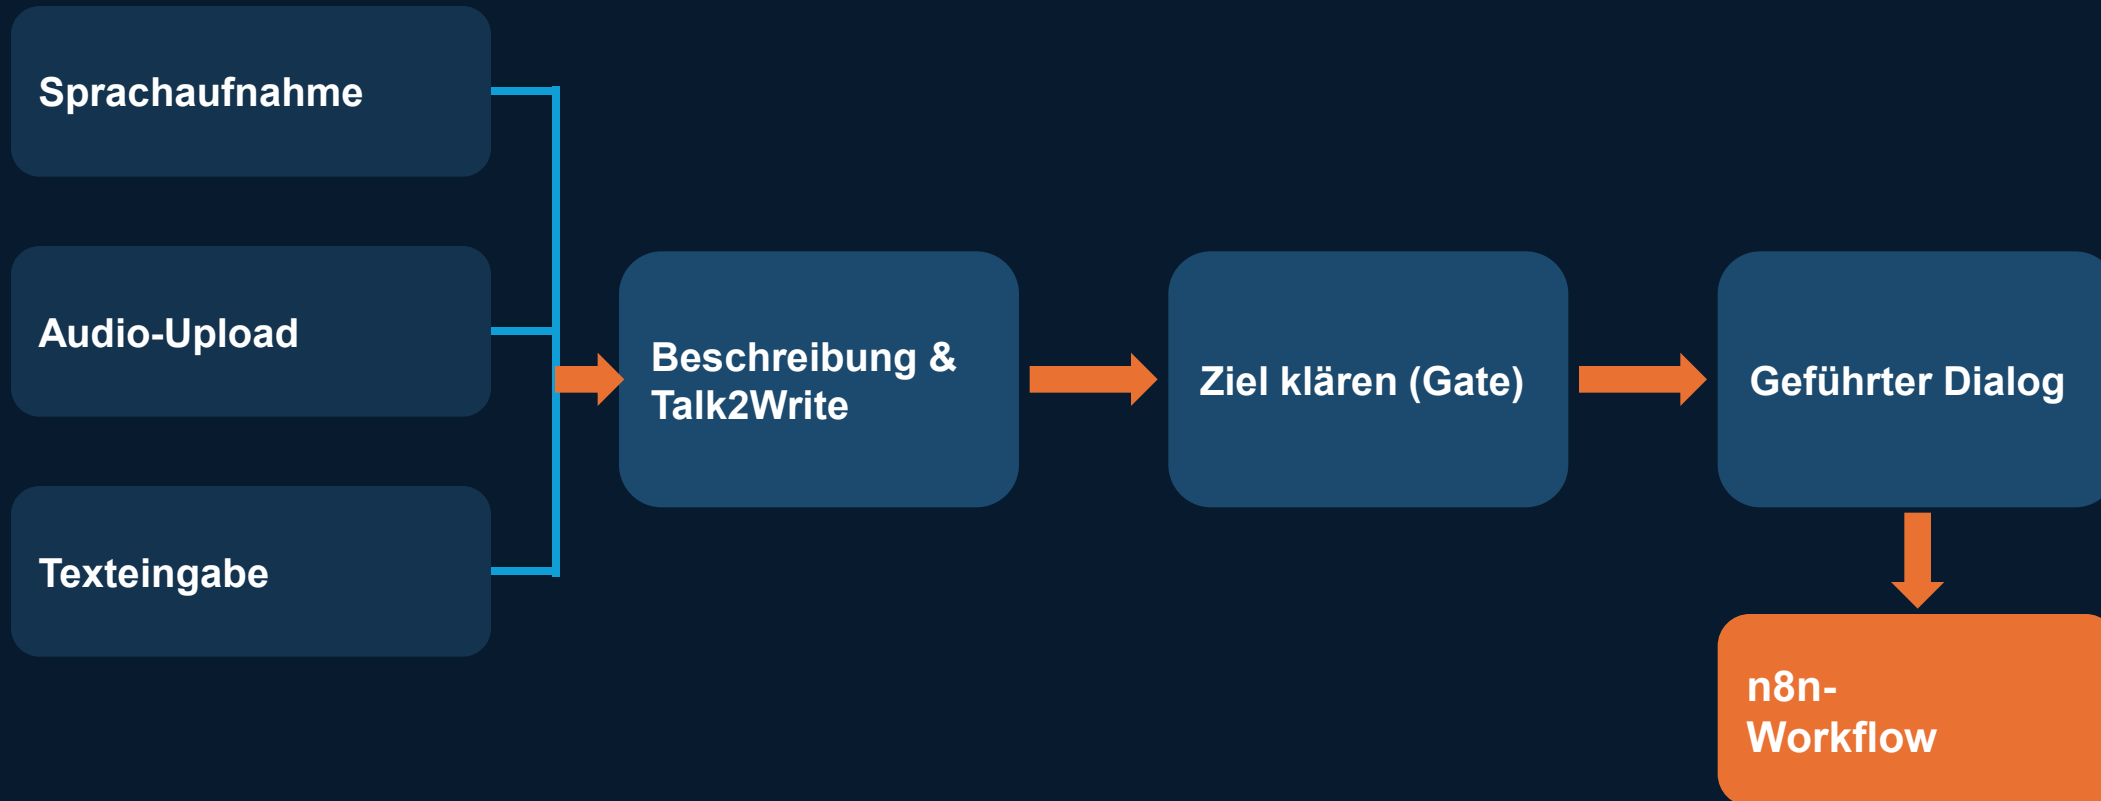 Sprachaufnahme
Audio-Upload
Texteingabe
Beschreibung &
Talk2Write
Ziel klären (Gate)
Geführter Dialog
n8n-
Workflow